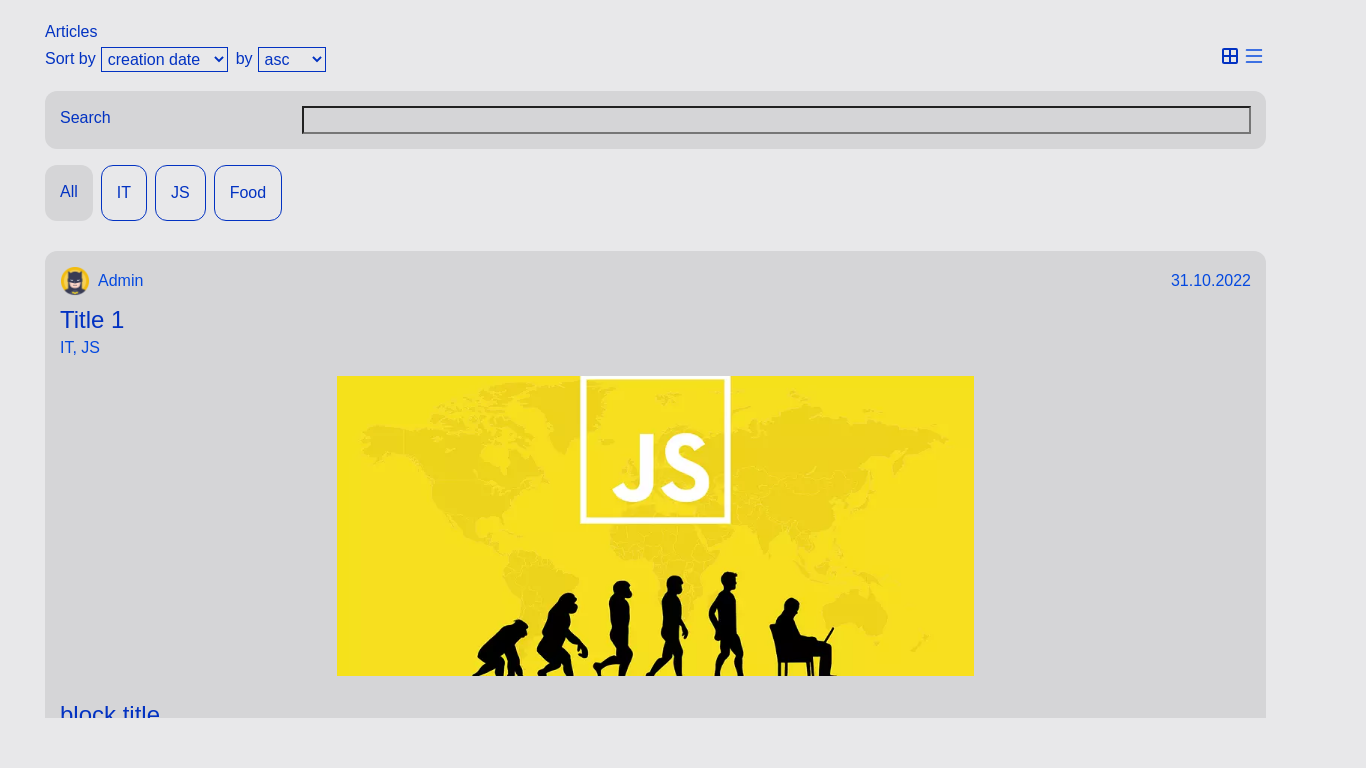 Articles
Sort by creation date by asc
Search
All IT JS Food
Admin 31.10.2022
Title 1
IT, JS
JS
block title